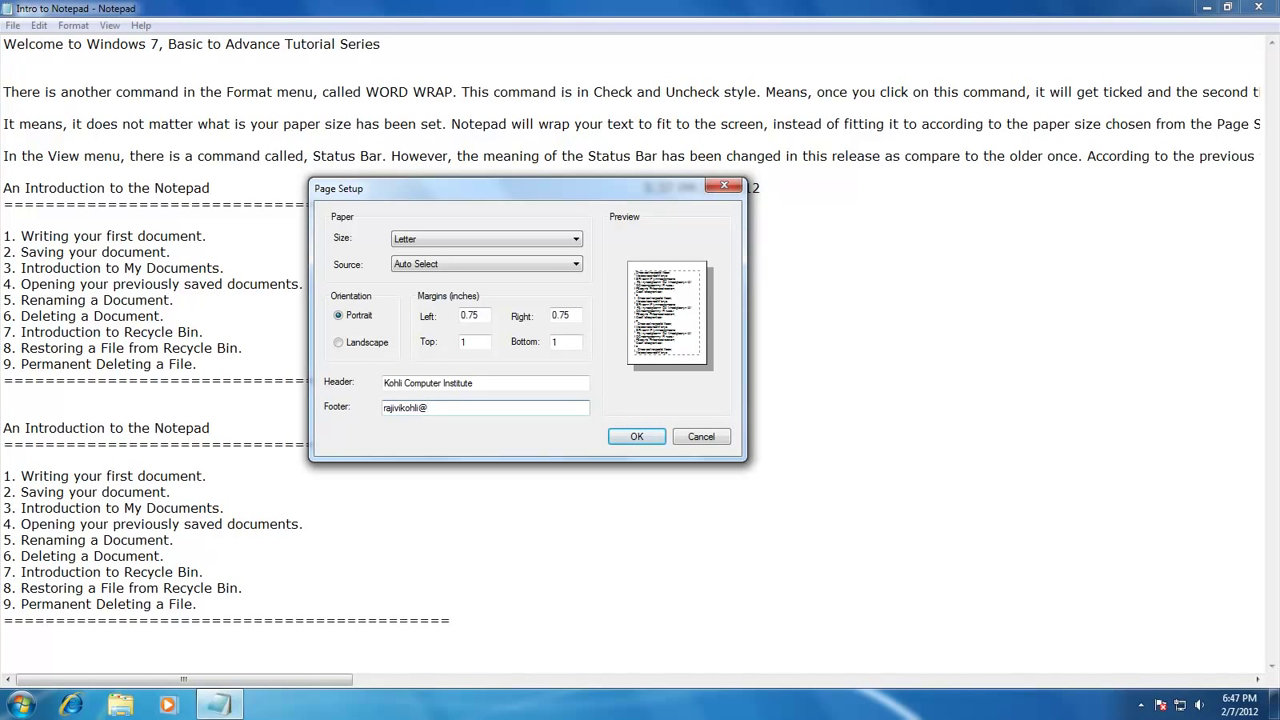 Intro to Notepad - Notepad
File Edit Format View Help
Welcome to Windows 7, Basic to Advance Tutorial Series
There is another command in the Format menu, called WORD WRAP. This command is in Check and Uncheck style. Means, once you click on this command, it will get ticked and the second t
It means, it does not matter what is your paper size has been set. Notepad will wrap your text to fit to the screen, instead of fitting it to according to the paper size chosen from the Page S
In the View menu, there is a command called, Status Bar. However, the meaning of the Status Bar has been changed in this release as compare to the older once. According to the previous
An Introduction to the Notepad 12
=====================================
1. Writing your first document.
2. Saving your document.
3. Introduction to My Documents.
4. Opening your previously saved documents.
5. Renaming a Document.
6. Deleting a Document.
7. Introduction to Recycle Bin.
8. Restoring a File from Recycle Bin.
9. Permanent Deleting a File.
=====================================
An Introduction to the Notepad
=====================================
1. Writing your first document.
2. Saving your document.
3. Introduction to My Documents.
4. Opening your previously saved documents.
5. Renaming a Document.
6. Deleting a Document.
7. Introduction to Recycle Bin.
8. Restoring a File from Recycle Bin.
9. Permanent Deleting a File.
===========================================
Page Setup
Paper
Size: Letter
Source: Auto Select
Orientation
Portrait
Landscape
Margins (inches)
Left: 0.75 Right: 0.75
Top: 1 Bottom: 1
Header: Kohli Computer Institute
Footer: rajivikohli@
Preview
OK Cancel
6:47 PM
2/7/2012